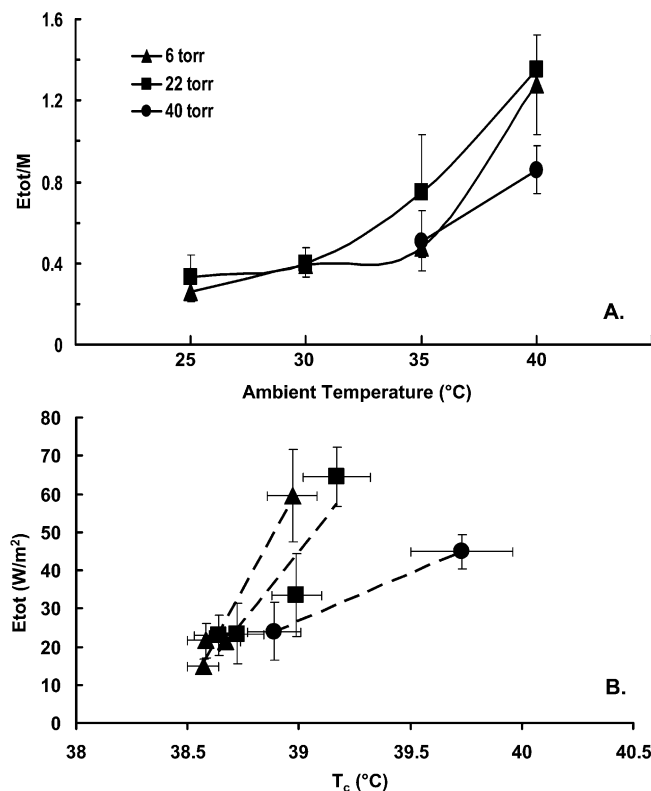 1.6
1.2
0.8
0.4
0
Etot/M
6 torr
22 torr
40 torr
A.
25 30 35 40
Ambient Temperature (°C)
80
70
60
50
40
30
20
10
0
Etot (W/m²)
B.
38 38.5 39 39.5 40 40.5
Tc (°C)